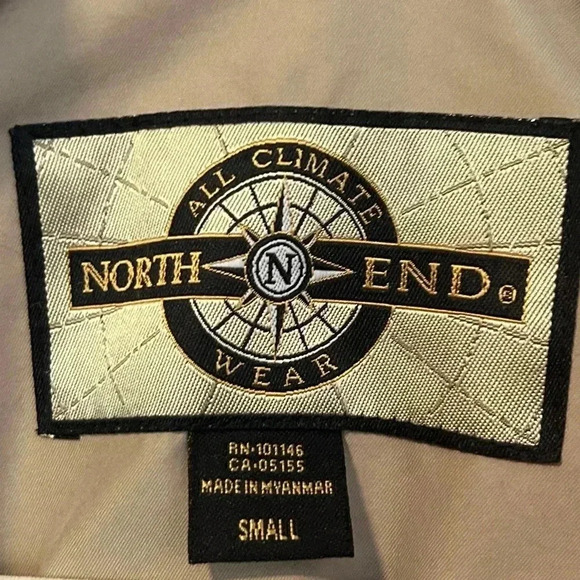 ALL CLIMATE
NORTH N END ®
WEAR
RN·101146
CA·05155
MADE IN MYANMAR
SMALL